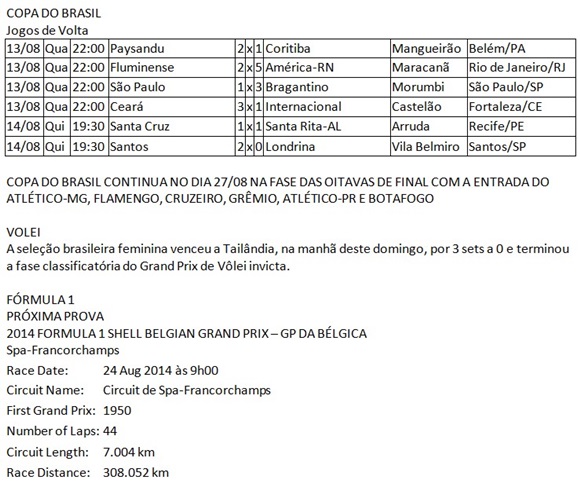 COPA DO BRASIL
Jogos de Volta
13/08 Qua 22:00 Paysandu 2 x 1 Coritiba Mangueirão Belém/PA
13/08 Qua 22:00 Fluminense 2 x 5 América-RN Maracanã Rio de Janeiro/RJ
13/08 Qua 22:00 São Paulo 1 x 3 Bragantino Morumbi São Paulo/SP
13/08 Qua 22:00 Ceará 3 x 1 Internacional Castelão Fortaleza/CE
14/08 Qui 19:30 Santa Cruz 1 x 1 Santa Rita-AL Arruda Recife/PE
14/08 Qui 19:30 Santos 2 x 0 Londrina Vila Belmiro Santos/SP
COPA DO BRASIL CONTINUA NO DIA 27/08 NA FASE DAS OITAVAS DE FINAL COM A ENTRADA DO
ATLÉTICO-MG, FLAMENGO, CRUZEIRO, GRÊMIO, ATLÉTICO-PR E BOTAFOGO
VOLEI
A seleção brasileira feminina venceu a Tailândia, na manhã deste domingo, por 3 sets a 0 e terminou
a fase classificatória do Grand Prix de Vôlei invicta.
FÓRMULA 1
PRÓXIMA PROVA
2014 FORMULA 1 SHELL BELGIAN GRAND PRIX – GP DA BÉLGICA
Spa-Francorchamps
Race Date: 24 Aug 2014 às 9h00
Circuit Name: Circuit de Spa-Francorchamps
First Grand Prix: 1950
Number of Laps: 44
Circuit Length: 7.004 km
Race Distance: 308.052 km